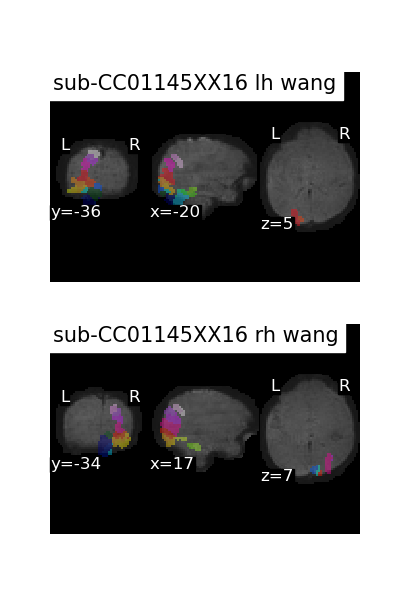 sub-CC01145XX16 lh wang
L R L R
y=-36 x=-20 z=5
sub-CC01145XX16 rh wang
L R L R
y=-34 x=17 z=7